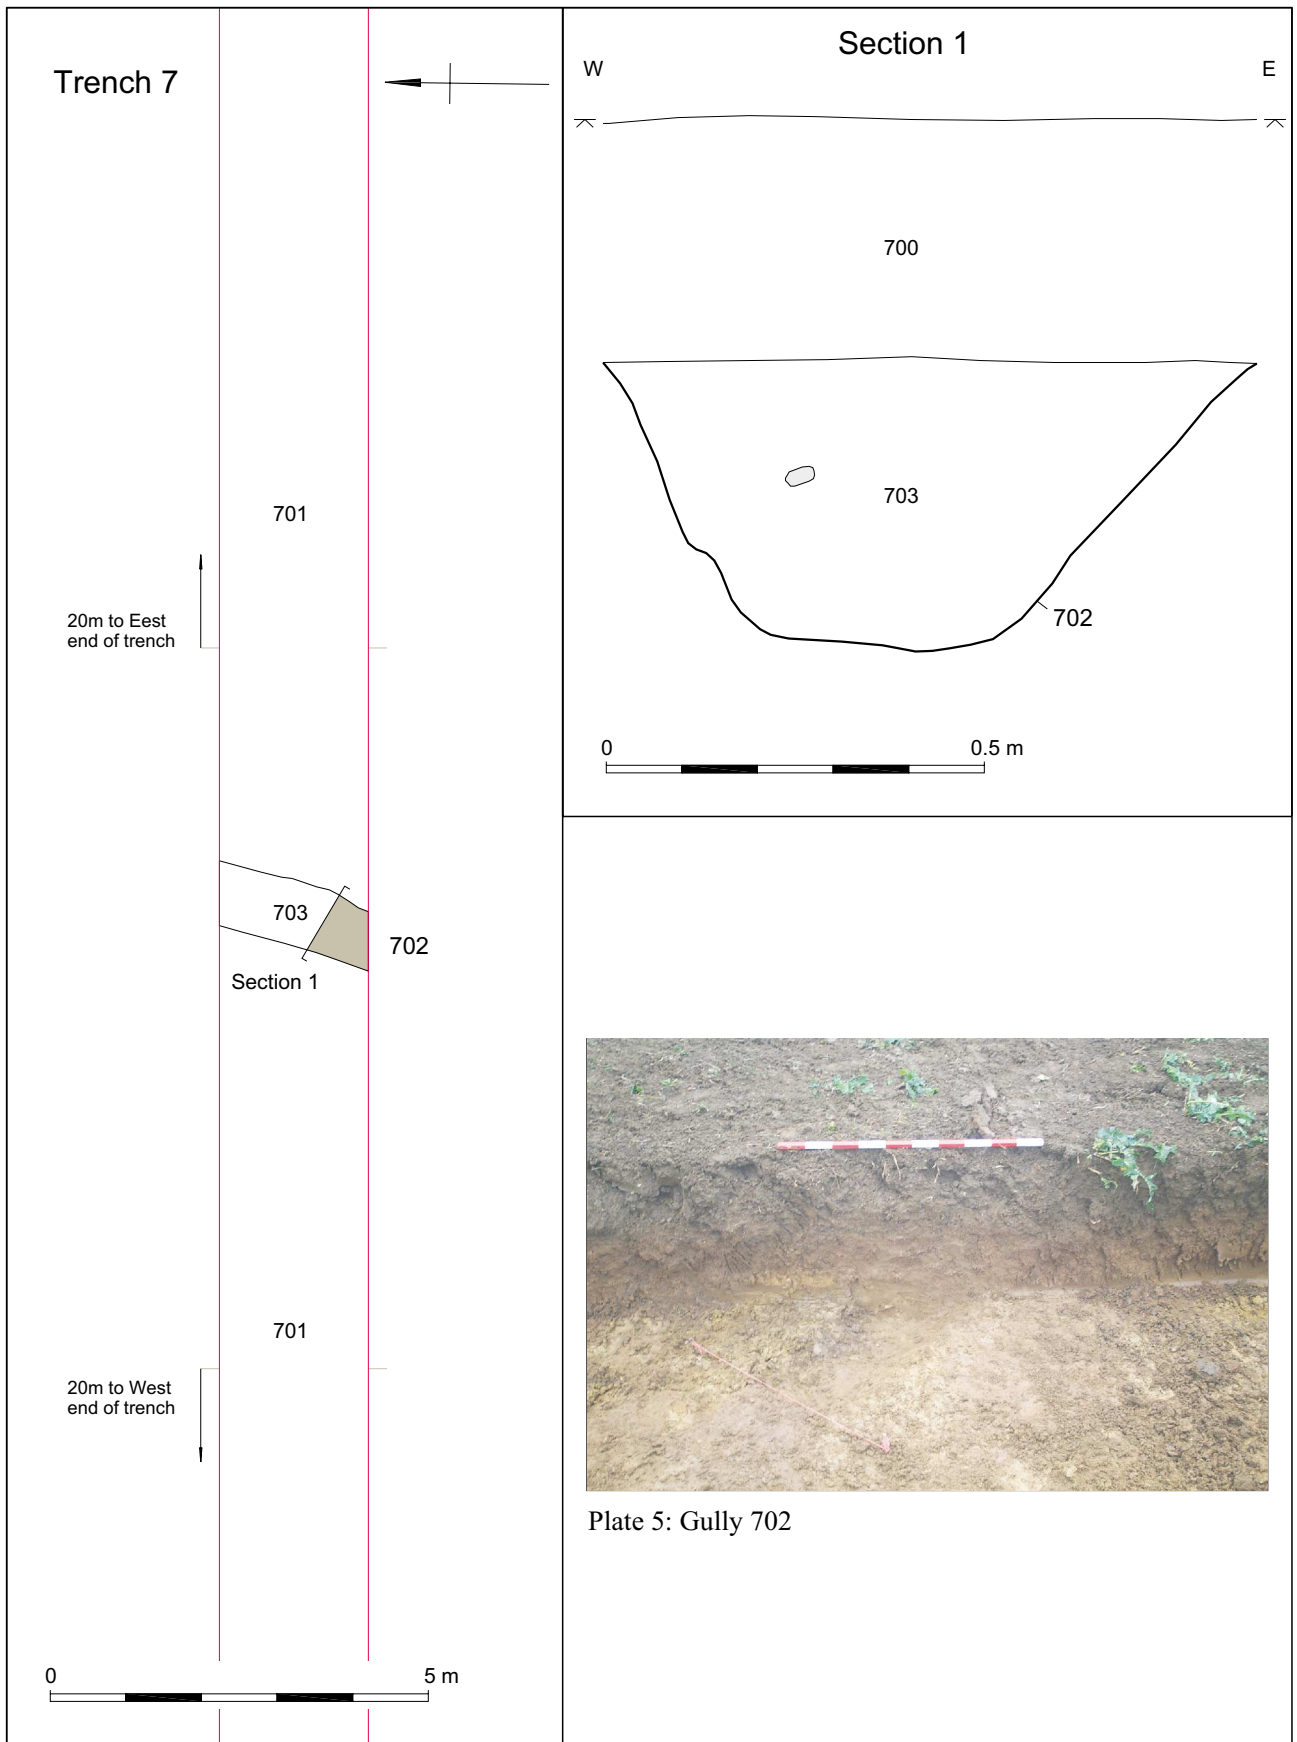 Trench 7
701
20m to Eest
end of trench
703
702
Section 1
701
20m to West
end of trench
0
5 m
Section 1
W
E
700
703
702
0
0.5 m
Plate 5: Gully 702